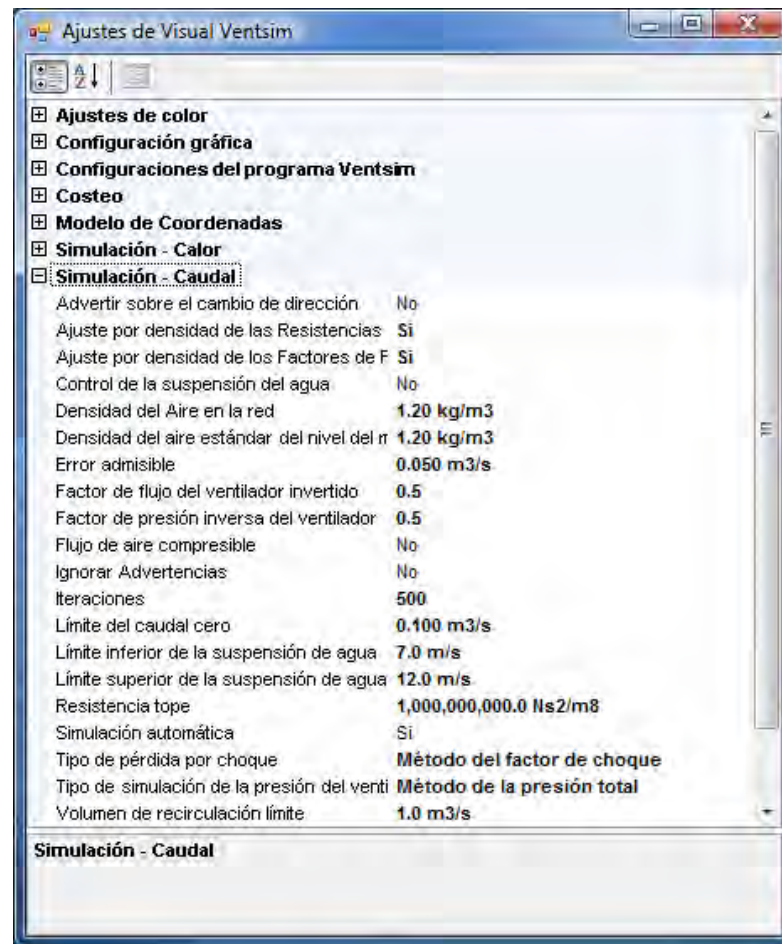 Ajustes de Visual Ventsim
Ajustes de color
Configuración gráfica
Configuraciones del programa Ventsim
Costeo
Modelo de Coordenadas
Simulación - Calor
Simulación - Caudal
Advertir sobre el cambio de dirección No
Ajuste por densidad de las Resistencias Si
Ajuste por densidad de los Factores de F Si
Control de la suspensión del agua No
Densidad del Aire en la red 1.20 kg/m3
Densidad del aire estándar del nivel del 1.20 kg/m3
Error admisible 0.050 m3/s
Factor de flujo del ventilador invertido 0.5
Factor de presión inversa del ventilador 0.5
Flujo de aire compresible No
Ignorar Advertencias No
Iteraciones 500
Límite del caudal cero 0.100 m3/s
Límite inferior de la suspensión de agua 7.0 m/s
Límite superior de la suspensión de agua 12.0 m/s
Resistencia tope 1,000,000,000.0 Ns2/m8
Simulación automática Si
Tipo de pérdida por choque Método del factor de choque
Tipo de simulación de la presión del venti Método de la presión total
Volumen de recirculación límite 1.0 m3/s
Simulación - Caudal